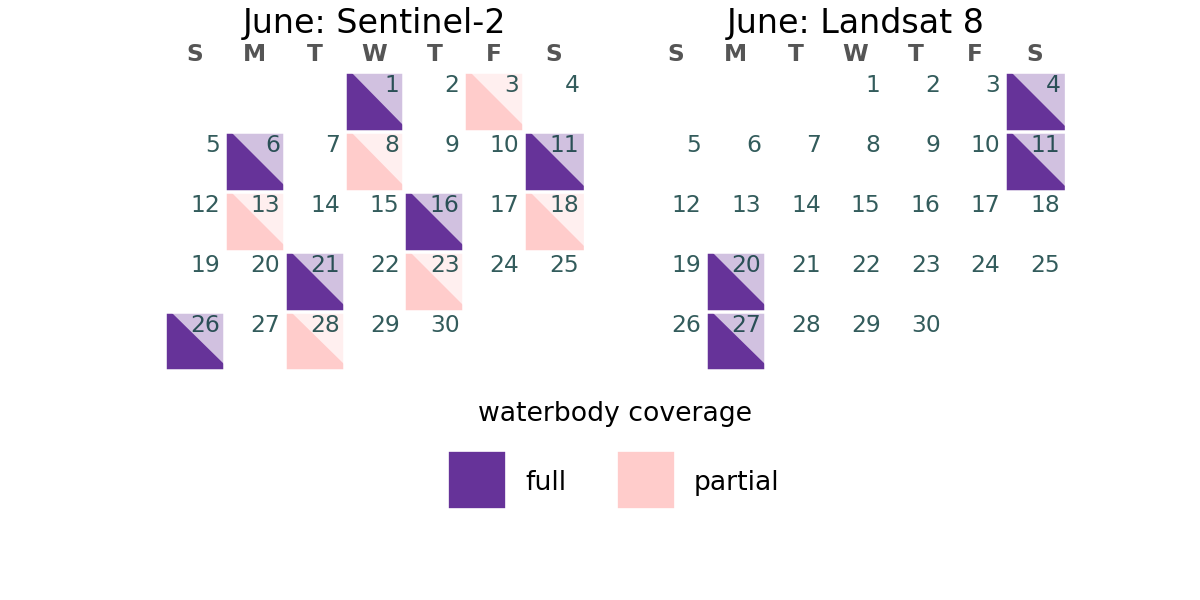 June: Sentinel-2
S M T W T F S
1 2 3 4
5 6 7 8 9 10 11
12 13 14 15 16 17 18
19 20 21 22 23 24 25
26 27 28 29 30
June: Landsat 8
S M T W T F S
1 2 3 4
5 6 7 8 9 10 11
12 13 14 15 16 17 18
19 20 21 22 23 24 25
26 27 28 29 30
waterbody coverage
full
partial